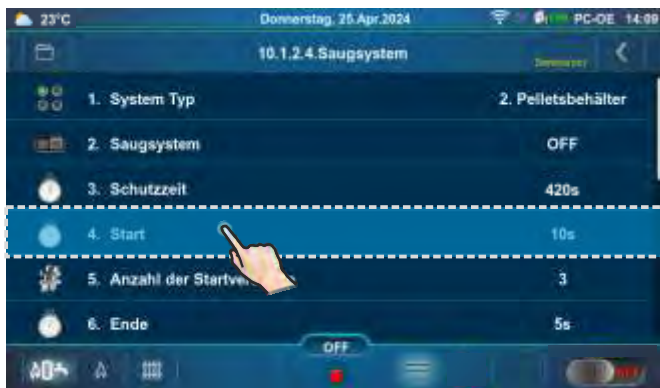 23°C Donnerstag, 25.Apr.2024 PC-OE 14:09
10.1.2.4.Saugsystem
1. System Typ 2. Pelletsbehälter
2. Saugsystem OFF
3. Schutzzeit 420s
4. Start 10s
5. Anzahl der 3
6. Ende 5s
OFF
OFF